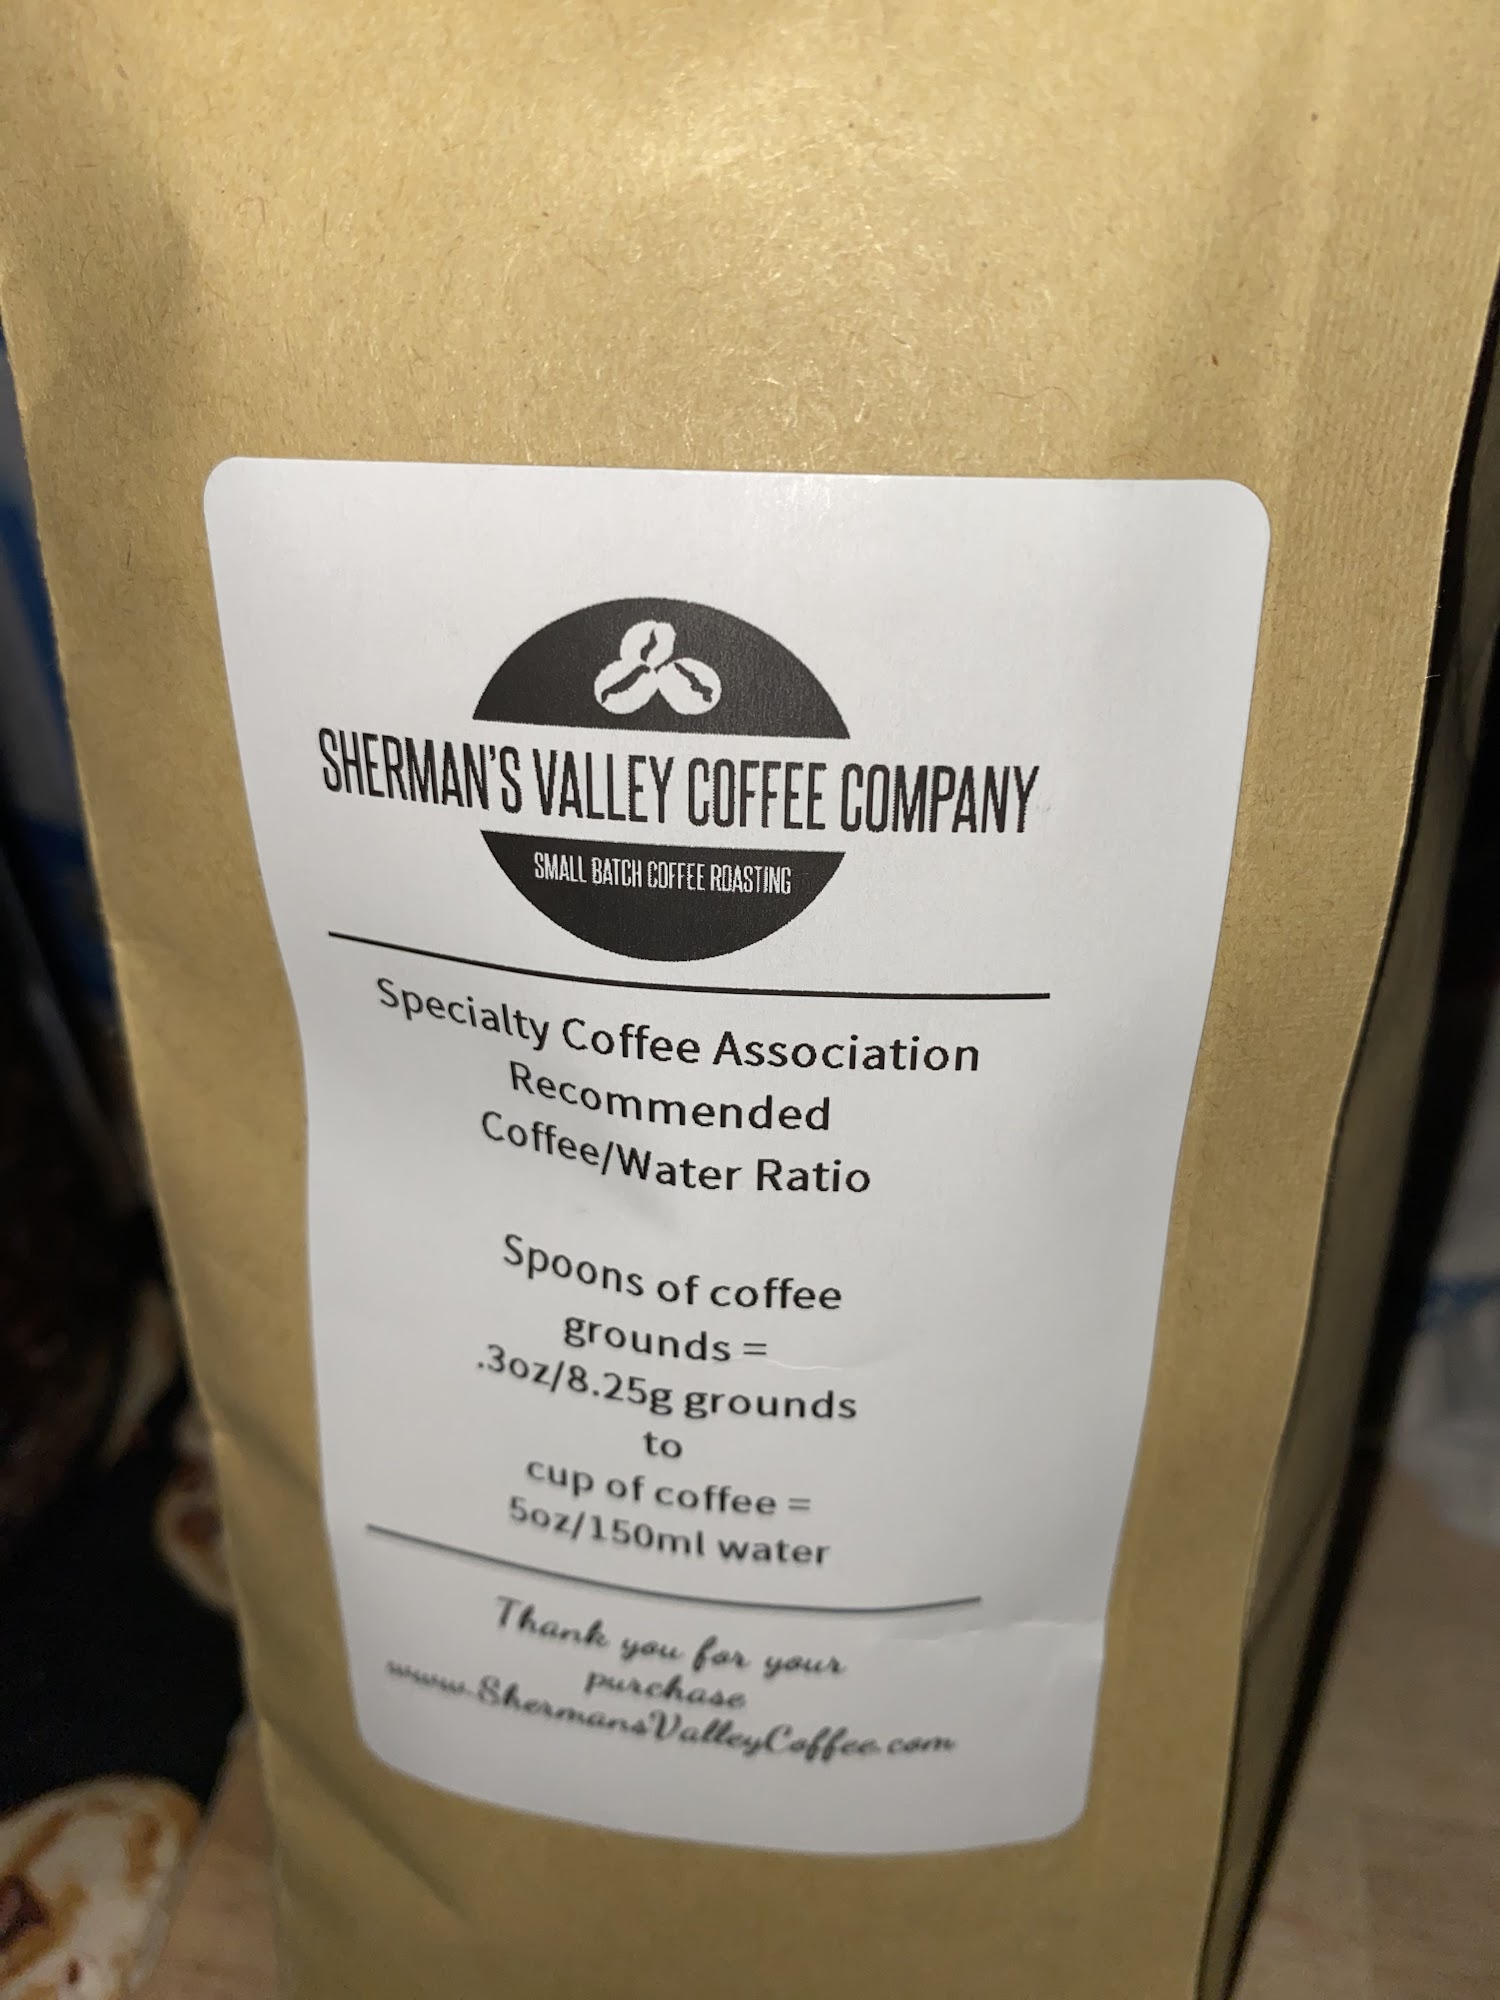 SHERMAN'S VALLEY COFFEE COMPANY
SMALL BATCH COFFEE ROASTING
Specialty Coffee Association
Recommended
Coffee/Water Ratio
Spoons of coffee
grounds =
.3oz/8.25g grounds
to
cup of coffee =
5oz/150ml water
Thank you for your
purchase
www.ShermansValleyCoffee.com